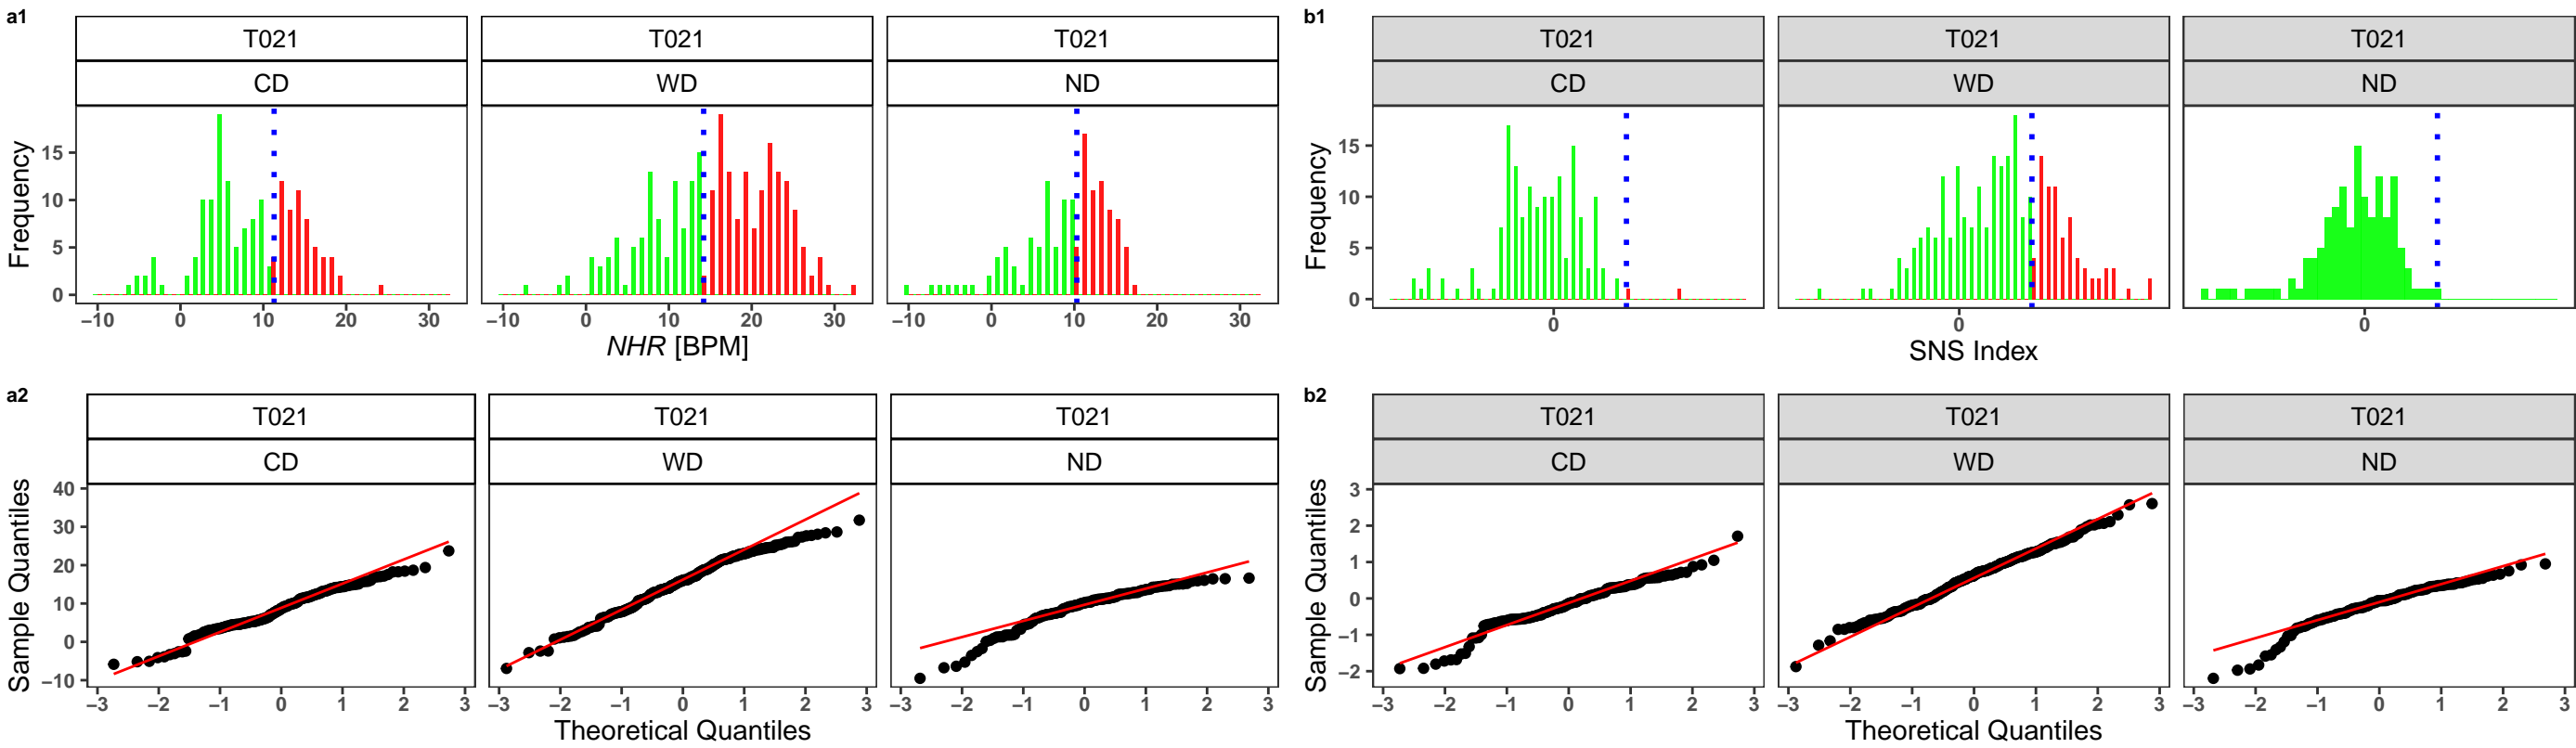 a1
T021 T021 T021
CD WD ND
Frequency
15
10
5
0
−10 0 10 20 30 −10 0 10 20 30 −10 0 10 20 30
NHR [BPM]
b1
T021 T021 T021
CD WD ND
Frequency
15
10
5
0
0 0 0
SNS Index
a2
T021 T021 T021
CD WD ND
Sample Quantiles
40
30
20
10
0
−10
−3 −2 −1 0 1 2 3 −3 −2 −1 0 1 2 3 −3 −2 −1 0 1 2 3
Theoretical Quantiles
b2
T021 T021 T021
CD WD ND
Sample Quantiles
3
2
1
0
−1
−2
−3 −2 −1 0 1 2 3 −3 −2 −1 0 1 2 3 −3 −2 −1 0 1 2 3
Theoretical Quantiles